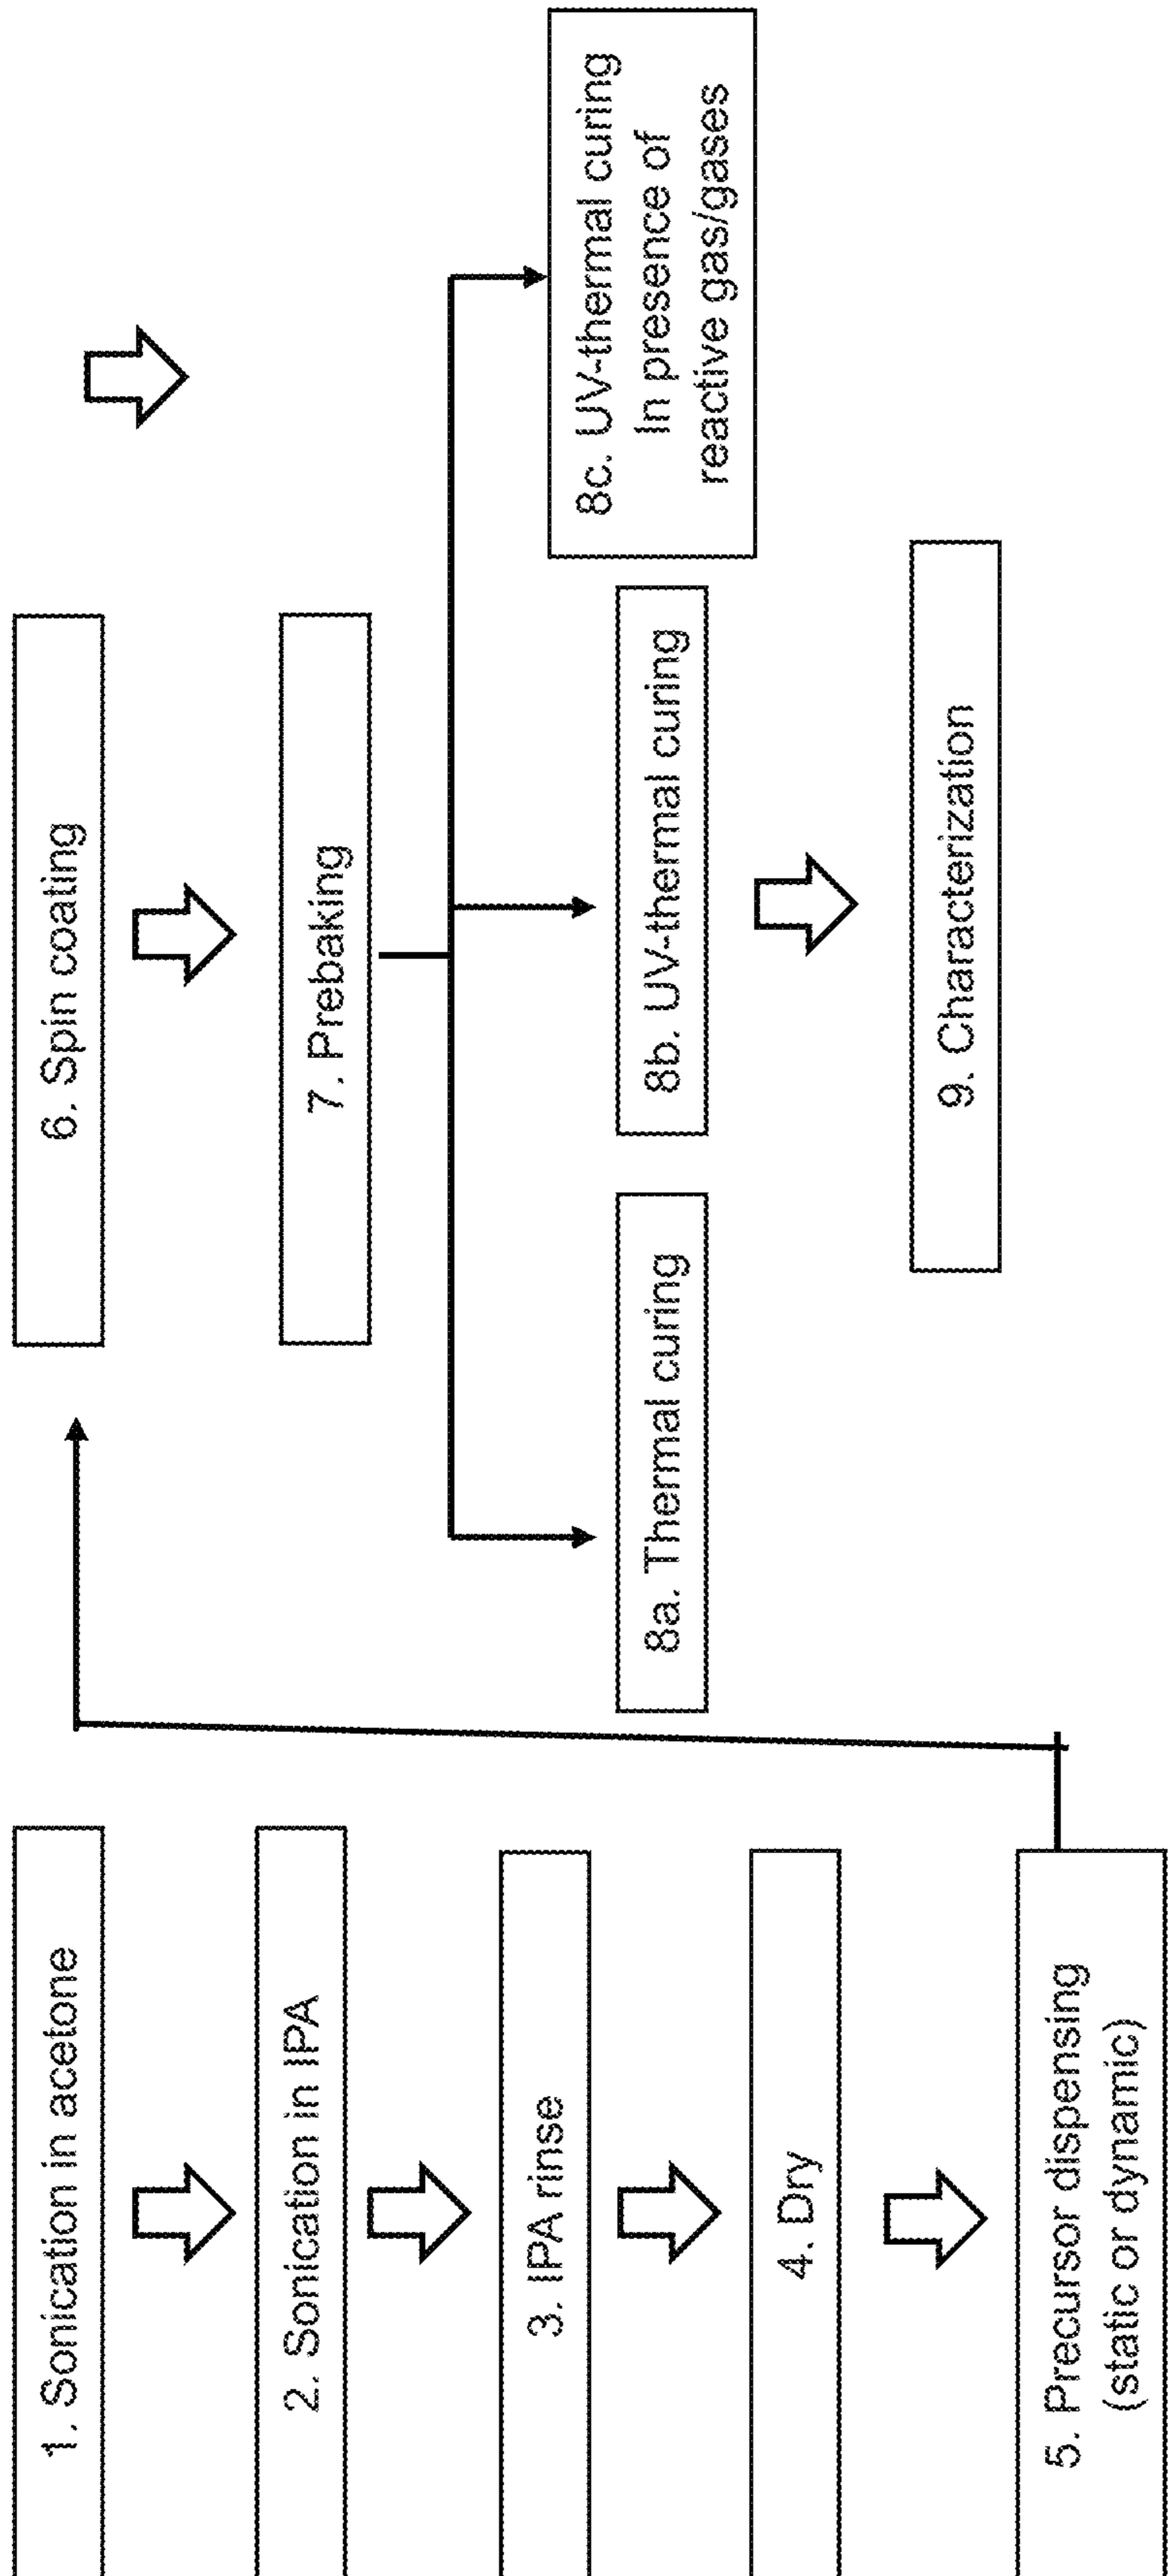 1. Sonication in acetone
2. Sonication in IPA
3. IPA rinse
4. Dry
5. Precursor dispensing
(static or dynamic)
6. Spin coating
7. Prebaking
8a. Thermal curing
8b. UV-thermal curing
8c. UV-thermal curing
In presence of
reactive gas/gases
9. Characterization